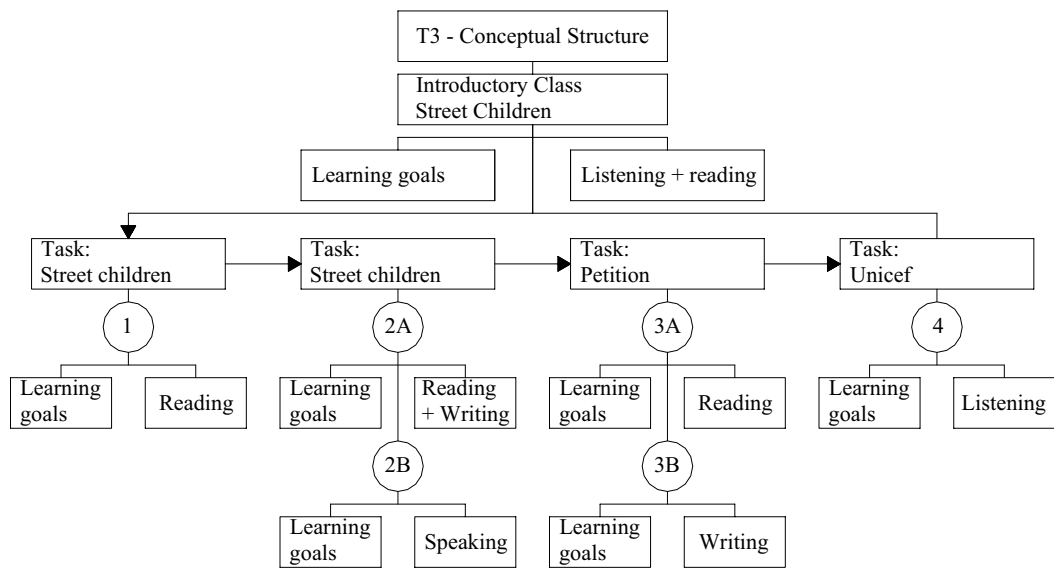 T3 - Conceptual Structure
Introductory Class
Street Children
Learning goals
Listening + reading
Task:
Street children
Task:
Street children
Task:
Petition
Task:
Unicef
1
2A
3A
4
Learning
goals
Reading
Learning
goals
Reading
+ Writing
Learning
goals
Reading
Learning
goals
Listening
2B
3B
Learning
goals
Speaking
Learning
goals
Writing